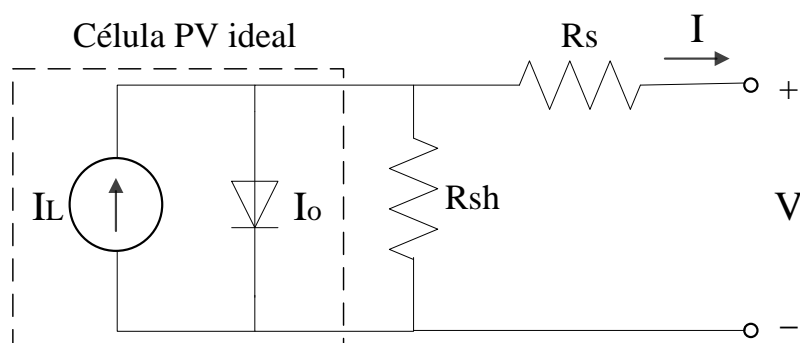 Célula PV ideal
Rs
I
+
IL
Io
Rsh
V
−